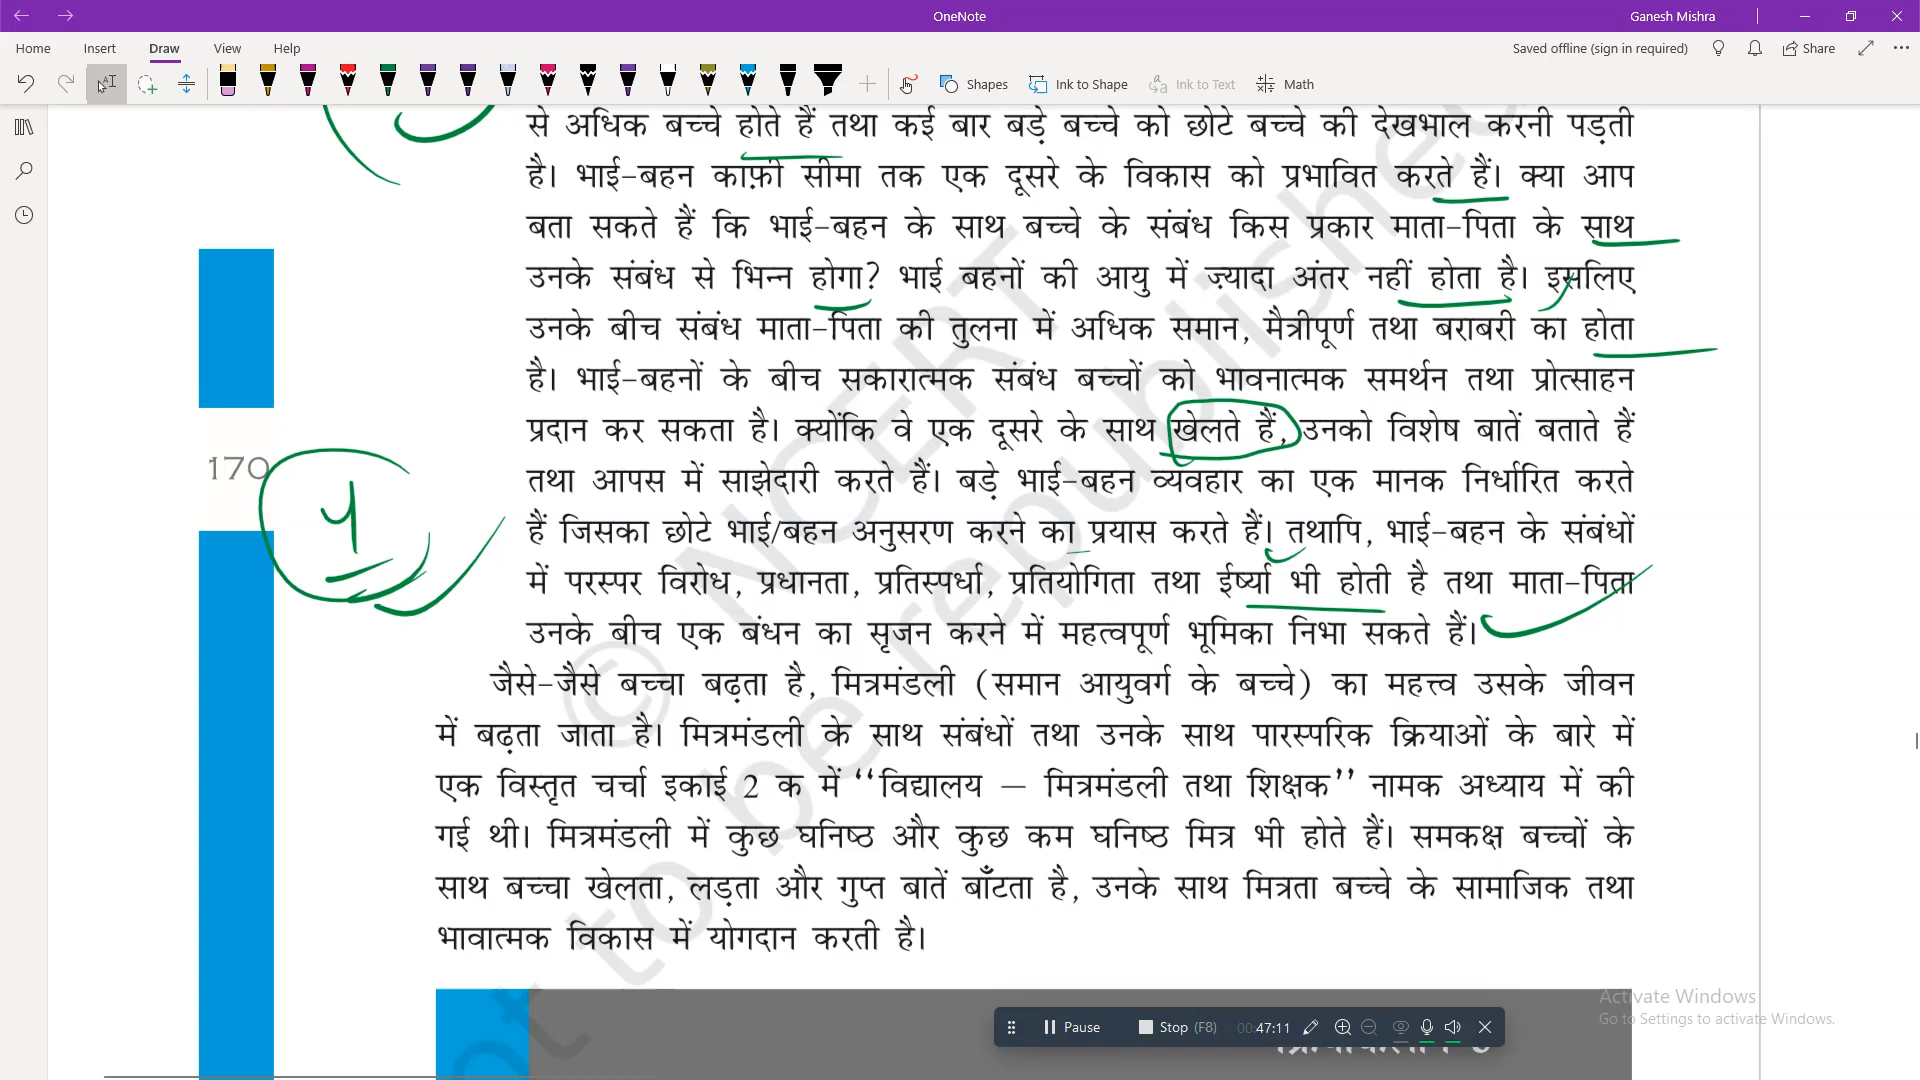 OneNote
Ganesh Mishra
Home Insert Draw View Help
Saved offline (sign in required)
Share
Shapes Ink to Shape Ink to Text Math
से अधिक बच्चे होते हैं तथा कई बार बड़े बच्चे को छोटे बच्चे की देखभाल करनी पड़ती
है। भाई–बहन काफ़ी सीमा तक एक दूसरे के विकास को प्रभावित करते हैं। क्या आप
बता सकते हैं कि भाई–बहन के साथ बच्चे के संबंध किस प्रकार माता–पिता के साथ
उनके संबंध से भिन्न होगा? भाई बहनों की आयु में ज़्यादा अंतर नहीं होता है। इसलिए
उनके बीच संबंध माता–पिता की तुलना में अधिक समान, मैत्रीपूर्ण तथा बराबरी का होता
है। भाई–बहनों के बीच सकारात्मक संबंध बच्चों को भावनात्मक समर्थन तथा प्रोत्साहन
प्रदान कर सकता है। क्योंकि वे एक दूसरे के साथ खेलते हैं, उनको विशेष बातें बताते हैं
170
तथा आपस में साझेदारी करते हैं। बड़े भाई–बहन व्यवहार का एक मानक निर्धारित करते
हैं जिसका छोटे भाई/बहन अनुसरण करने का प्रयास करते हैं। तथापि, भाई–बहन के संबंधों
में परस्पर विरोध, प्रधानता, प्रतिस्पर्धा, प्रतियोगिता तथा ईर्ष्या भी होती है तथा माता–पिता
उनके बीच एक बंधन का सृजन करने में महत्वपूर्ण भूमिका निभा सकते हैं।
जैसे–जैसे बच्चा बढ़ता है, मित्रमंडली (समान आयुवर्ग के बच्चे) का महत्त्व उसके जीवन
में बढ़ता जाता है। मित्रमंडली के साथ संबंधों तथा उनके साथ पारस्परिक क्रियाओं के बारे में
एक विस्तृत चर्चा इकाई 2 क में “विद्यालय — मित्रमंडली तथा शिक्षक” नामक अध्याय में की
गई थी। मित्रमंडली में कुछ घनिष्ठ और कुछ कम घनिष्ठ मित्र भी होते हैं। समकक्ष बच्चों के
साथ बच्चा खेलता, लड़ता और गुप्त बातें बाँटता है, उनके साथ मित्रता बच्चे के सामाजिक तथा
भावात्मक विकास में योगदान करती है।
© NCERT
not to be republished
Activate Windows
Go to Settings to activate Windows.
Pause Stop (F8) 00:47:11